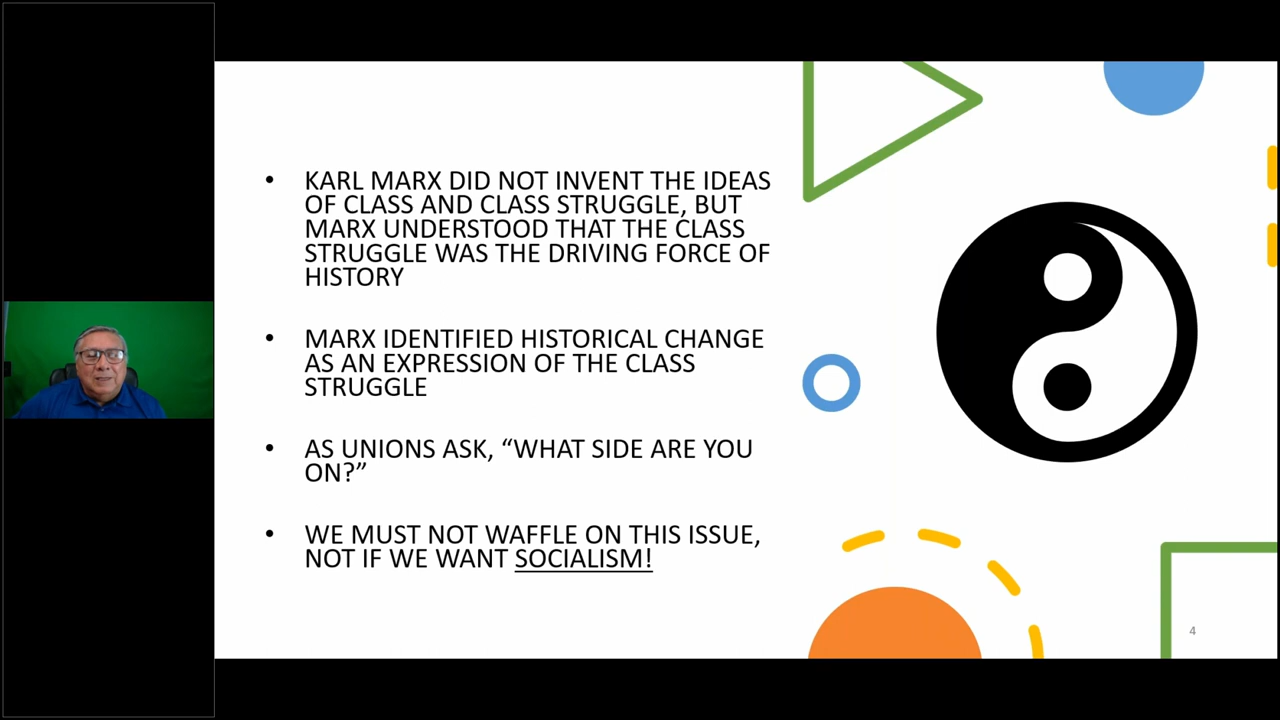 • KARL MARX DID NOT INVENT THE IDEAS
OF CLASS AND CLASS STRUGGLE, BUT
MARX UNDERSTOOD THAT THE CLASS
STRUGGLE WAS THE DRIVING FORCE OF
HISTORY
• MARX IDENTIFIED HISTORICAL CHANGE
AS AN EXPRESSION OF THE CLASS
STRUGGLE
• AS UNIONS ASK, “WHAT SIDE ARE YOU
ON?”
• WE MUST NOT WAFFLE ON THIS ISSUE,
NOT IF WE WANT SOCIALISM!
4